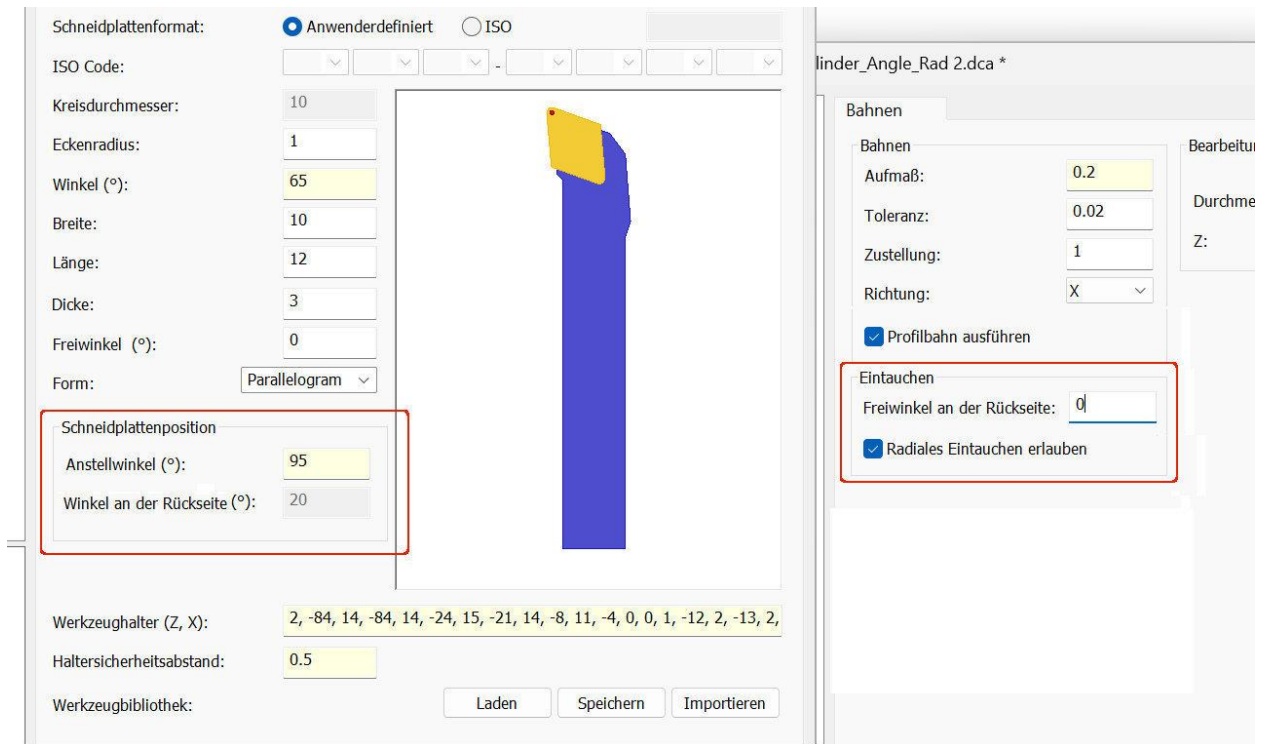 Schneidplattenformat: Anwenderdefiniert ISO
ISO Code: -
Kreisdurchmesser: 10
Eckenradius: 1
Winkel (°): 65
Breite: 10
Länge: 12
Dicke: 3
Freiwinkel (°): 0
Form: Parallelogram
Schneidplattenposition
Anstellwinkel (°): 95
Winkel an der Rückseite (°): 20
Werkzeughalter (Z, X): 2, -84, 14, -84, 14, -24, 15, -21, 14, -8, 11, -4, 0, 0, 1, -12, 2, -13, 2,
Haltersicherheitsabstand: 0.5
Werkzeugbibliothek: Laden Speichern Importieren
linder_Angle_Rad 2.dca *
Bahnen
Bahnen
Aufmaß: 0.2
Toleranz: 0.02
Zustellung: 1
Richtung: X
Profilbahn ausführen
Eintauchen
Freiwinkel an der Rückseite: 0
Radiales Eintauchen erlauben
Bearbeitu
Durchme
Z: